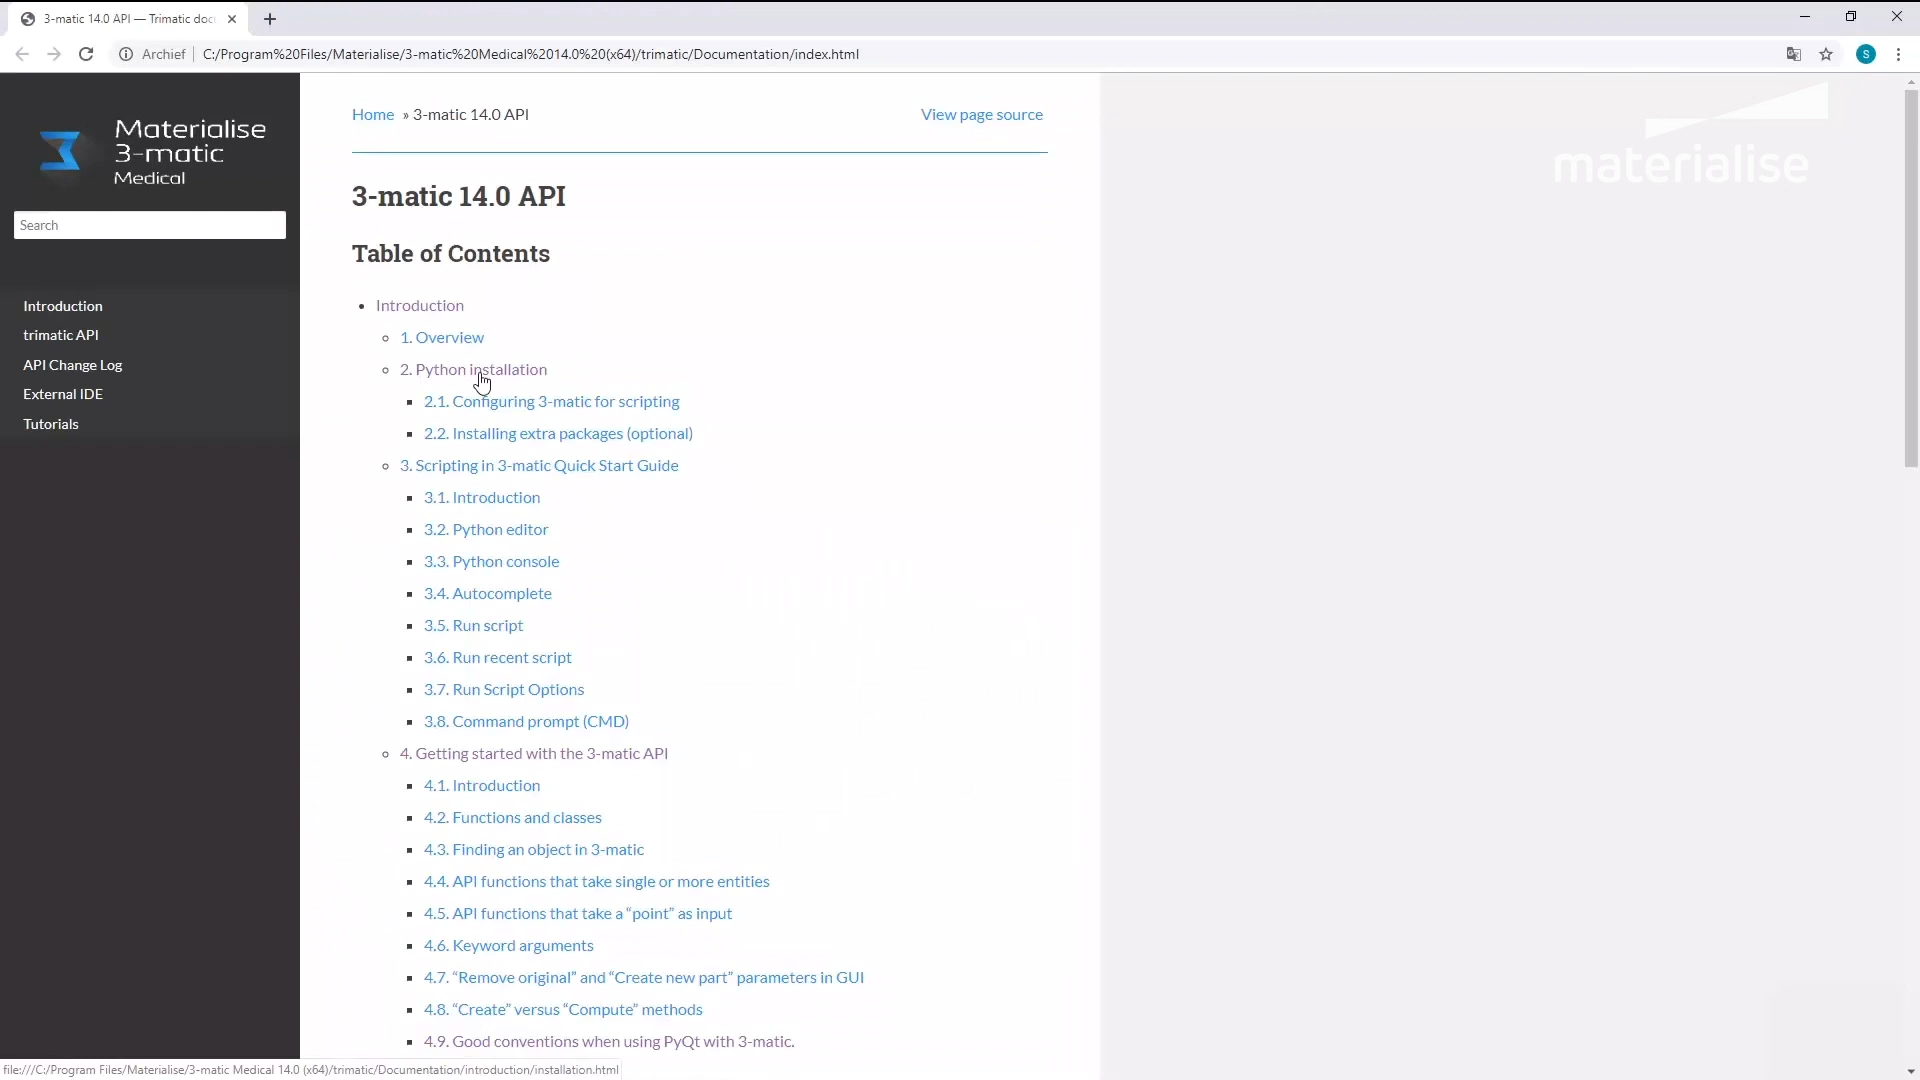 3-matic 14.0 API — Trimatic doc
Archief
C:/Program%20Files/Materialise/3-matic%20Medical%2014.0%20(x64)/trimatic/Documentation/index.html
S
Materialise
3-matic
Medical
Search
Introduction
trimatic API
API Change Log
External IDE
Tutorials
Home » 3-matic 14.0 API
View page source
materialise
3-matic 14.0 API
Table of Contents
Introduction
1. Overview
2. Python installation
2.1. Configuring 3-matic for scripting
2.2. Installing extra packages (optional)
3. Scripting in 3-matic Quick Start Guide
3.1. Introduction
3.2. Python editor
3.3. Python console
3.4. Autocomplete
3.5. Run script
3.6. Run recent script
3.7. Run Script Options
3.8. Command prompt (CMD)
4. Getting started with the 3-matic API
4.1. Introduction
4.2. Functions and classes
4.3. Finding an object in 3-matic
4.4. API functions that take single or more entities
4.5. API functions that take a “point” as input
4.6. Keyword arguments
4.7. “Remove original” and “Create new part” parameters in GUI
4.8. “Create” versus “Compute” methods
4.9. Good conventions when using PyQt with 3-matic.
file:///C:/Program Files/Materialise/3-matic Medical 14.0 (x64)/trimatic/Documentation/introduction/installation.html